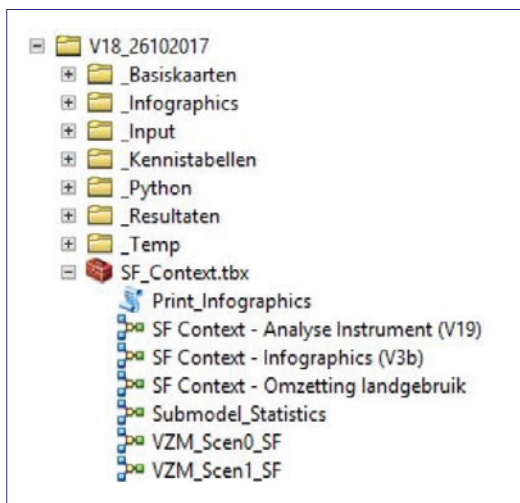 V18_26102017
_Basiskaarten
_Infographics
_Input
_Kennistabellen
_Python
_Resultaten
_Temp
SF_Context.tbx
Print_Infographics
SF Context - Analyse Instrument (V19)
SF Context - Infographics (V3b)
SF Context - Omzetting landgebruik
Submodel_Statistics
VZM_Scen0_SF
VZM_Scen1_SF